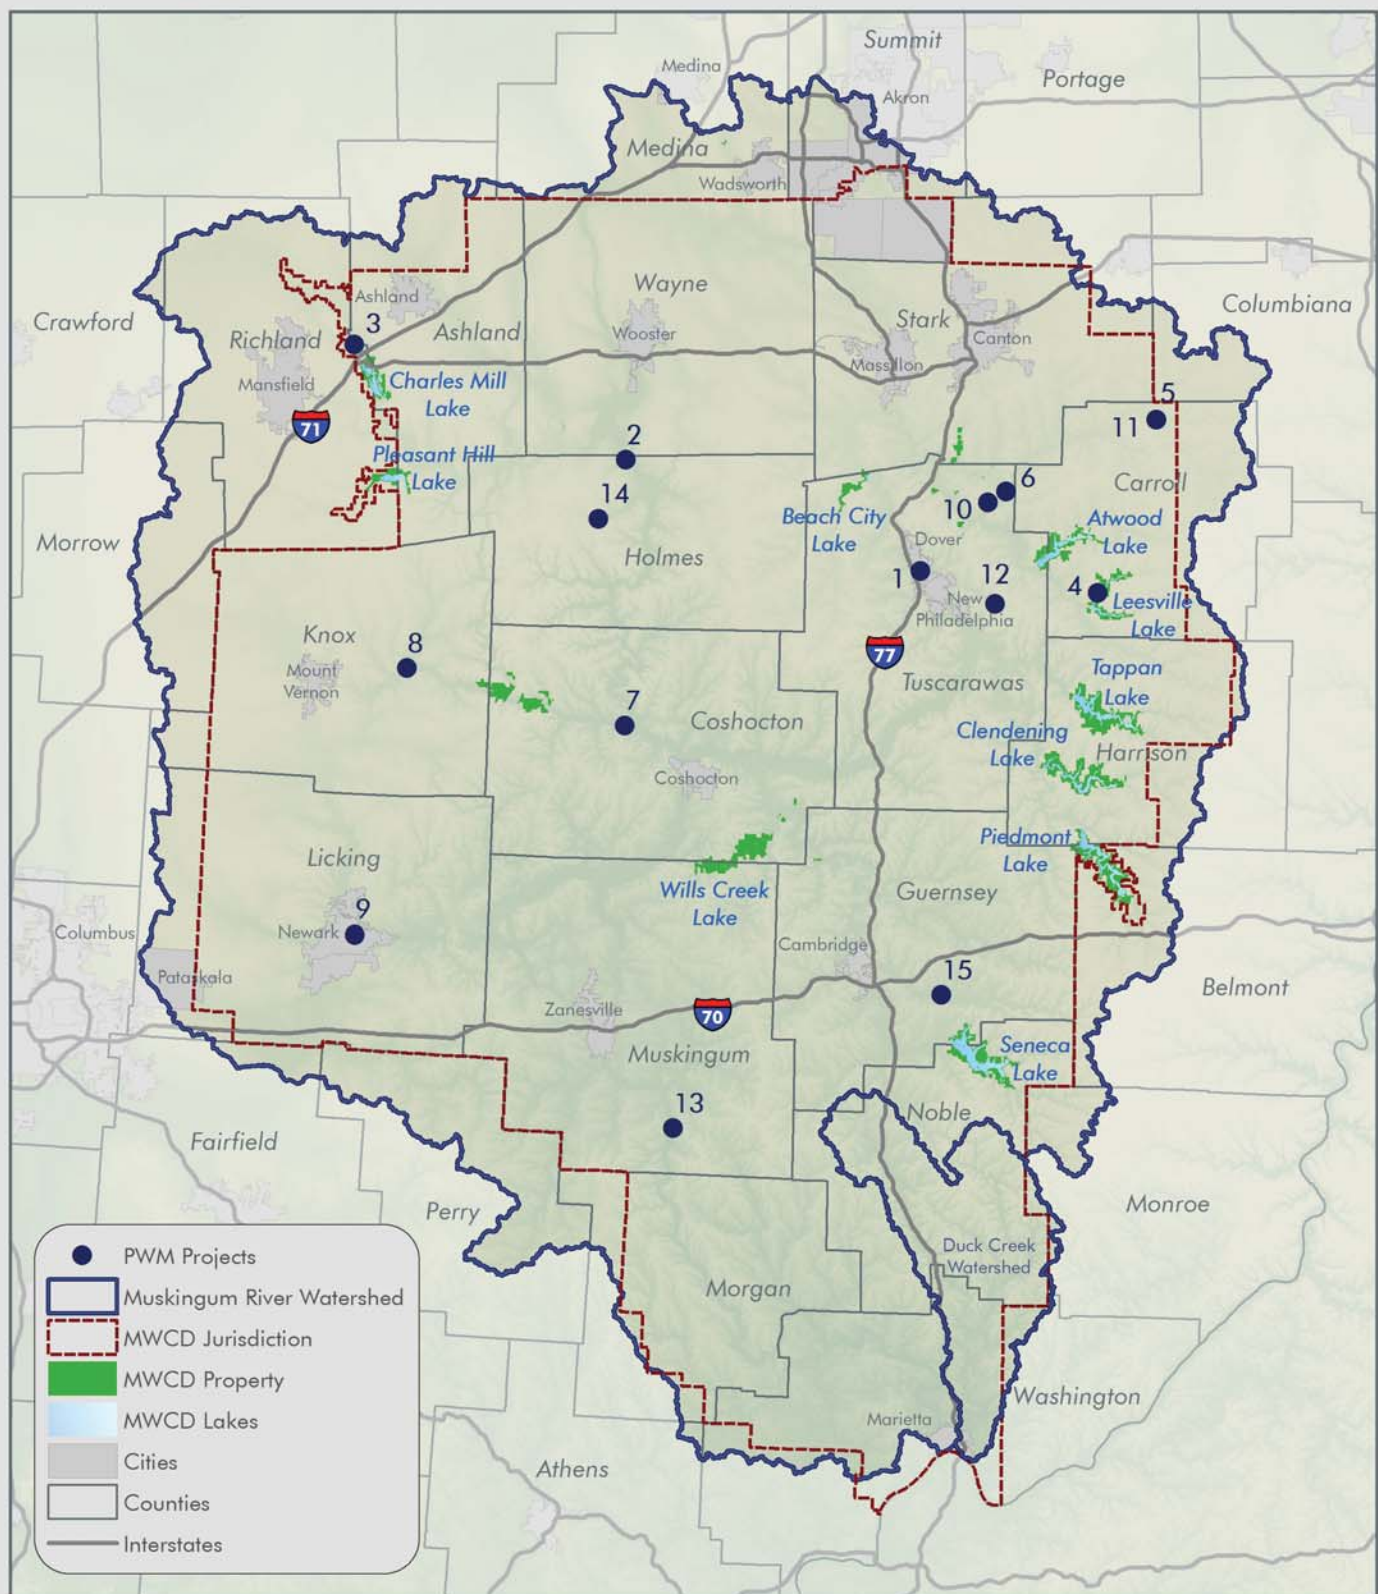 Summit
Medina
Portage
Akron
Medina
Wadsworth
Wayne
Ashland
Columbiana
Crawford
3
Richland
Ashland
Wooster
Stark
Canton
Massillon
Mansfield
Charles Mill
Lake
5
71
11
2
Pleasant Hill
Lake
Carroll
6
14
10
Beach City
Lake
Atwood
Lake
Morrow
Dover
Holmes
1
12
4
New
Philadelphia
Leesville
Lake
Knox
8
77
Mount
Vernon
Tappan
Lake
Tuscarawas
7
Coshocton
Clendening
Lake
Harrison
Coshocton
Piedmont
Lake
Licking
Wills Creek
Lake
Guernsey
9
Newark
Columbus
Cambridge
Pataskala
15
Belmont
Zanesville
70
Muskingum
Seneca
Lake
13
Noble
Fairfield
Perry
Monroe
Duck Creek
Watershed
Morgan
Washington
Marietta
Athens
PWM Projects
Muskingum River Watershed
MWCD Jurisdiction
MWCD Property
MWCD Lakes
Cities
Counties
Interstates